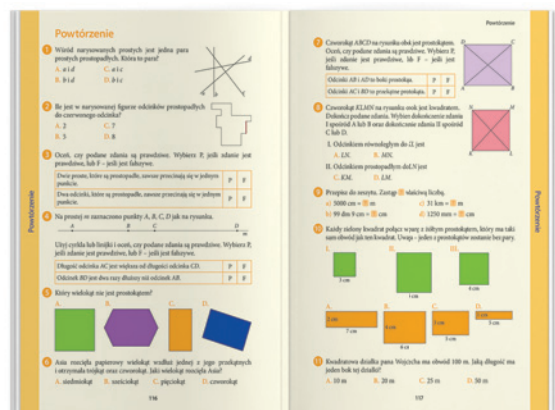 Powtórzenie
1 Wśród narysowanych prostych jest jedna para
prostych prostopadłych. Która to para?
A. a i d C. a i c
B. b i d D. b i c
2 Ile jest w narysowanej figurze odcinków prostopadłych
do czerwonego odcinka?
A. 2 C. 7
B. 5 D. 8
3 Oceń, czy podane zdania są prawdziwe. Wybierz P, jeśli zdanie jest
prawdziwe, lub F – jeśli jest fałszywe.
Dwie proste, które są prostopadłe, zawsze przecinają się w jednym
punkcie. P F
Dwa odcinki, które są prostopadłe, zawsze przecinają się w jednym
punkcie. P F
4 Na prostej m zaznaczono punkty A, B, C, D jak na rysunku.
A B C D
m
Użyj cyrkla lub linijki i oceń, czy podane zdania są prawdziwe. Wybierz P,
jeśli zdanie jest prawdziwe, lub F – jeśli jest fałszywe.
Długość odcinka AC jest większa od długości odcinka CD. P F
Odcinek BD jest dwa razy dłuższy niż odcinek AB. P F
5 Który wielokąt nie jest prostokątem?
A. B. C. D.
6 Asia rozcięła papierowy wielokąt wzdłuż jednej z jego przekątnych
i otrzymała trójkąt oraz czworokąt. Jaki wielokąt rozcięła Asia?
A. siedmiokąt B. sześciokąt C. pięciokąt D. czworokąt
116
Powtórzenie
Powtórzenie
7 Czworokąt ABCD na rysunku obok jest prostokątem.
Oceń, czy podane zdania są prawdziwe. Wybierz P,
jeśli zdanie jest prawdziwe, lub F – jeśli jest
fałszywe.
Odcinki AB i AD to boki prostokąta. P F
Odcinki AC i BD to przekątne prostokąta. P F
D C
8 Czworokąt KLMN na rysunku obok jest kwadratem.
Dokończ podane zdania. Wybierz dokończenie zdania
I spośród A lub B oraz dokończenie zdania II spośród
C lub D.
N M
K L
I. Odcinkiem równoległym do
A. LN. B. MN.
II. Odcinkiem prostopadłym do LN jest
C. KM. D. LM.
9 Przepisz do zeszytu. Zastąp właściwą liczbą.
a) 5000 cm = m c) 51 km = m
b) 99 dm 9 cm = cm d) 1250 mm = cm
10 Każdy zielony kwadrat połącz w parę z żółtym prostokątem, który ma taki
sam obwód jak ten kwadrat. Uwaga – jeden z prostokątów zostanie bez pary.
I. II. III.
3 cm
4 cm
A. B. C. D.
2 cm
7 cm
3 cm
5 cm
11 Kwadratowa działka pana Wojciecha ma obwód 100 m. Jaką długość ma
jeden bok tej działki?
A. 10 m B. 20 m C. 25 m D. 50 m
117
Powtórzenie